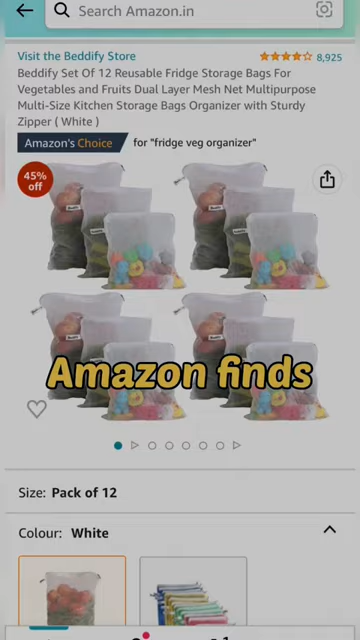 Search Amazon.in
Visit the Beddify Store
8,925
Beddify Set Of 12 Reusable Fridge Storage Bags For
Vegetables and Fruits Dual Layer Mesh Net Multipurpose
Multi-Size Kitchen Storage Bags Organizer with Sturdy
Zipper ( White )
Amazon's Choice for "fridge veg organizer"
45%
off
Amazon finds
Size: Pack of 12
Colour: White